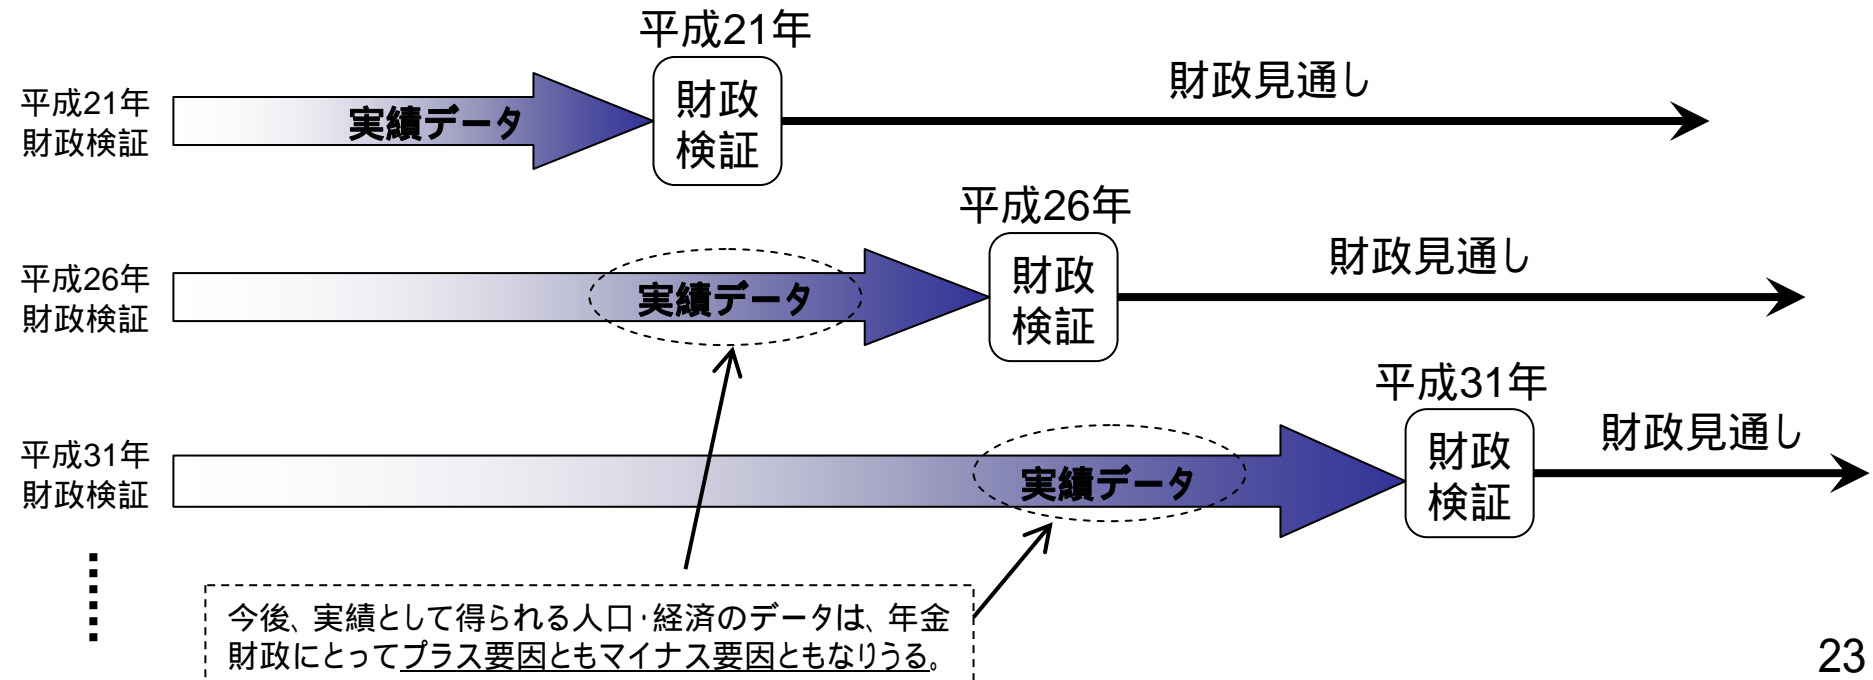 平成21年
平成21年
財政検証
実績データ
財政
検証
財政見通し
平成26年
平成26年
財政検証
実績データ
財政
検証
財政見通し
平成31年
平成31年
財政検証
実績データ
財政
検証
財政見通し
今後、実績として得られる人口・経済のデータは、年金
財政にとってプラス要因ともマイナス要因ともなりうる。
23